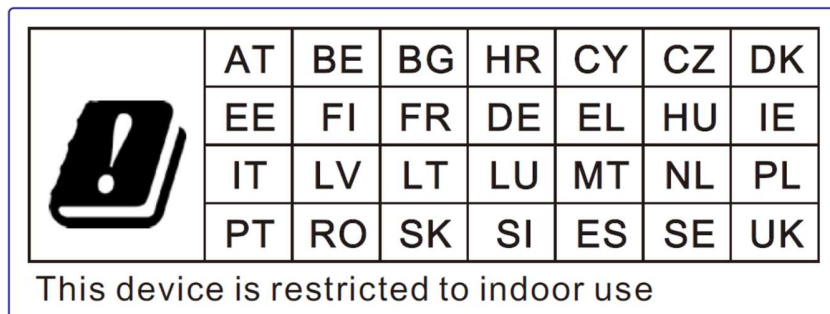 AT BE BG HR CY CZ DK
EE FI FR DE EL HU IE
IT LV LT LU MT NL PL
PT RO SK SI ES SE UK
This device is restricted to indoor use